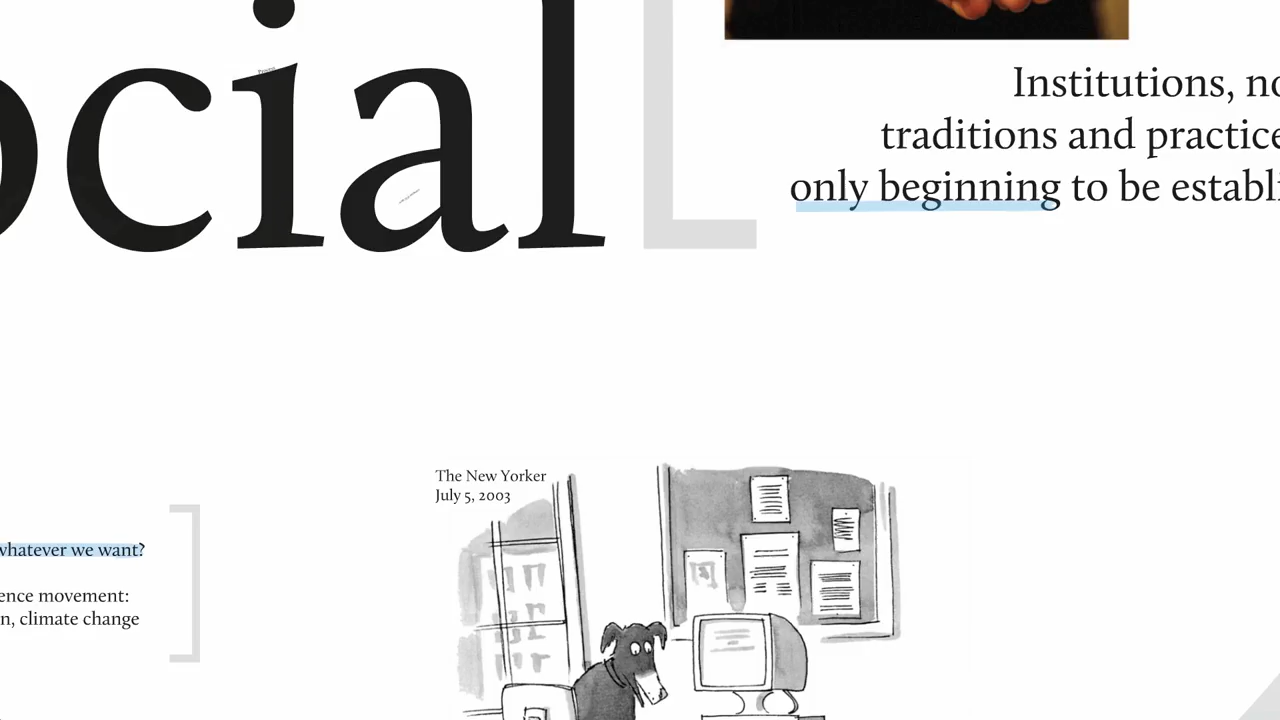 ocial
Institutions, no
traditions and practice
only beginning to be establi
The New Yorker
July 5, 2003
whatever we want?
ence movement:
n, climate change